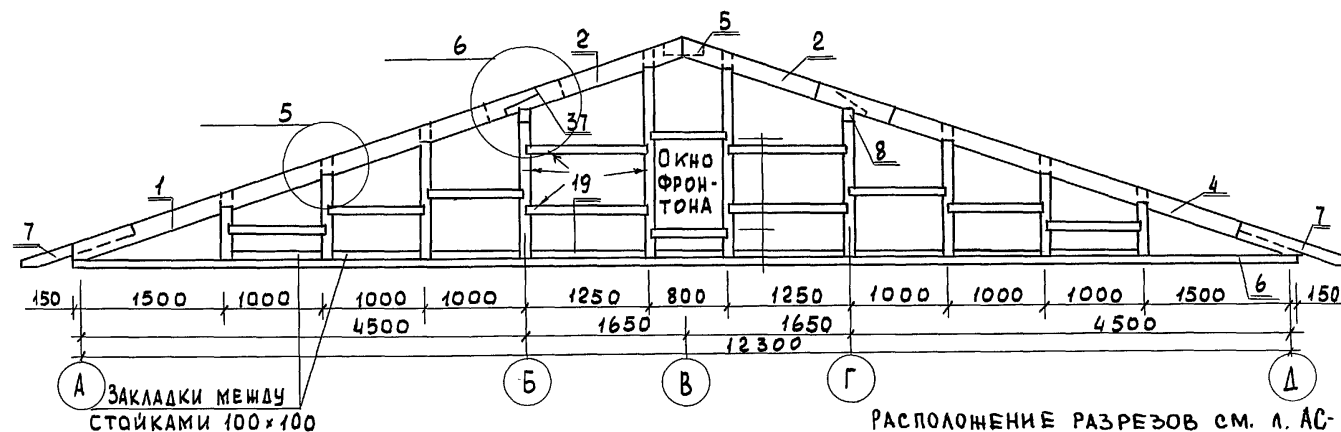 5
6
2
2
5
37
8
1
19
ОКНО
ФРОН-
ТОНА
4
7
7
6
150 1500 1000 1000 1000 1250 800 1250 1000 1000 1000 1500 150
4500 1650 1650 4500
12300
А Б В Г Д
ЗАКЛАДКИ МЕЖДУ
СТОЙКАМИ 100×100
РАСПОЛОЖЕНИЕ РАЗРЕЗОВ СМ. Л. АС-